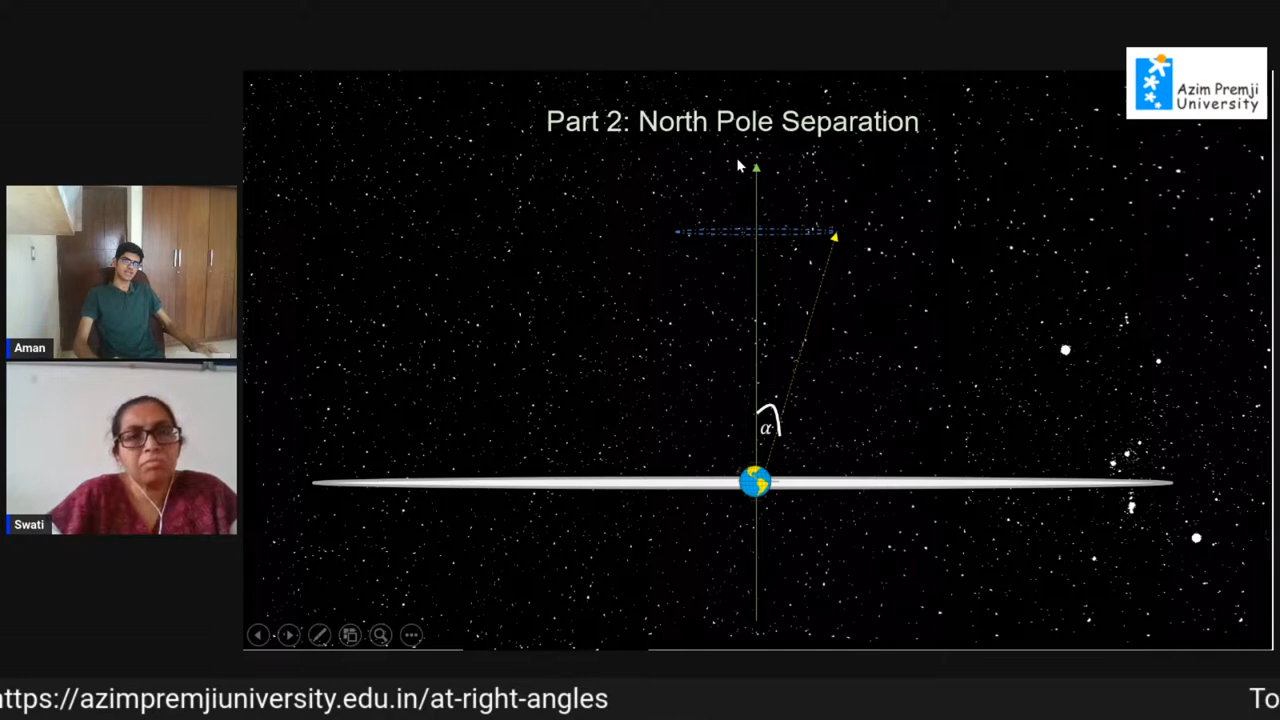 Azim Premji
University
Part 2: North Pole Separation
α
Aman
Swati
https://azimpremjiuniversity.edu.in/at-right-angles
To